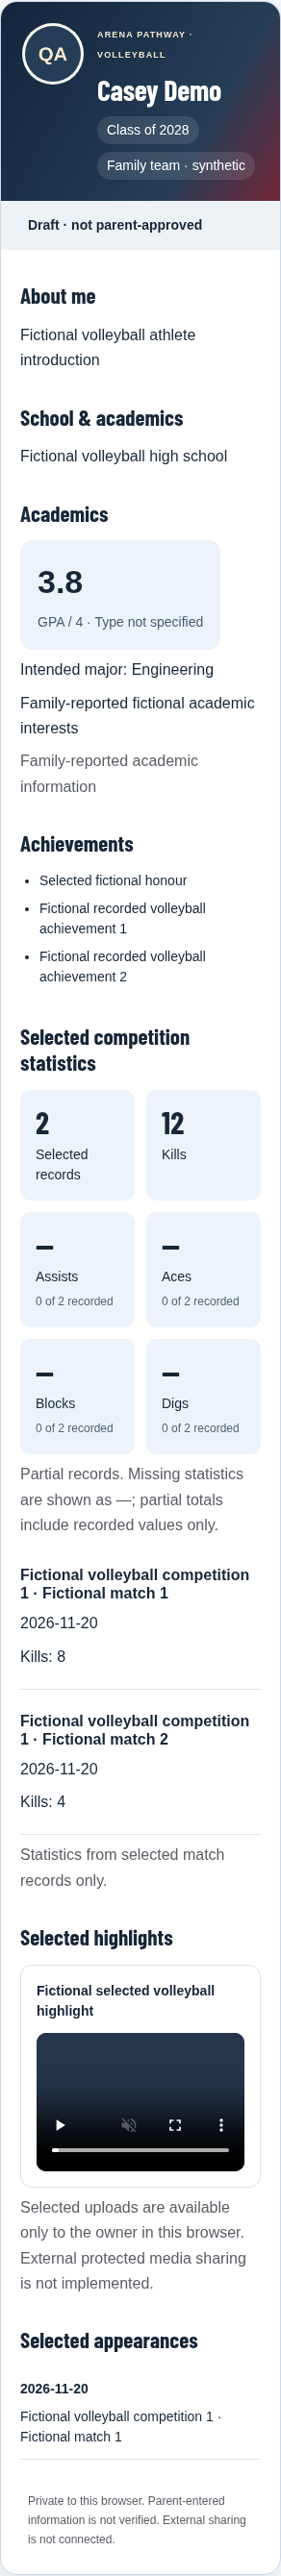 QA
ARENA PATHWAY ·
VOLLEYBALL
Casey Demo
Class of 2028
Family team · synthetic
Draft · not parent-approved
About me
Fictional volleyball athlete
introduction
School & academics
Fictional volleyball high school
Academics
3.8
GPA / 4 · Type not specified
Intended major: Engineering
Family-reported fictional academic
interests
Family-reported academic
information
Achievements
• Selected fictional honour
• Fictional recorded volleyball
achievement 1
• Fictional recorded volleyball
achievement 2
Selected competition
statistics
2
Selected
records
12
Kills
—
Assists
0 of 2 recorded
—
Aces
0 of 2 recorded
—
Blocks
0 of 2 recorded
—
Digs
0 of 2 recorded
Partial records. Missing statistics
are shown as —; partial totals
include recorded values only.
Fictional volleyball competition
1 · Fictional match 1
2026-11-20
Kills: 8
Fictional volleyball competition
1 · Fictional match 2
2026-11-20
Kills: 4
Statistics from selected match
records only.
Selected highlights
Fictional selected volleyball
highlight
Selected uploads are available
only to the owner in this browser.
External protected media sharing
is not implemented.
Selected appearances
2026-11-20
Fictional volleyball competition 1 ·
Fictional match 1
Private to this browser. Parent-entered
information is not verified. External sharing
is not connected.